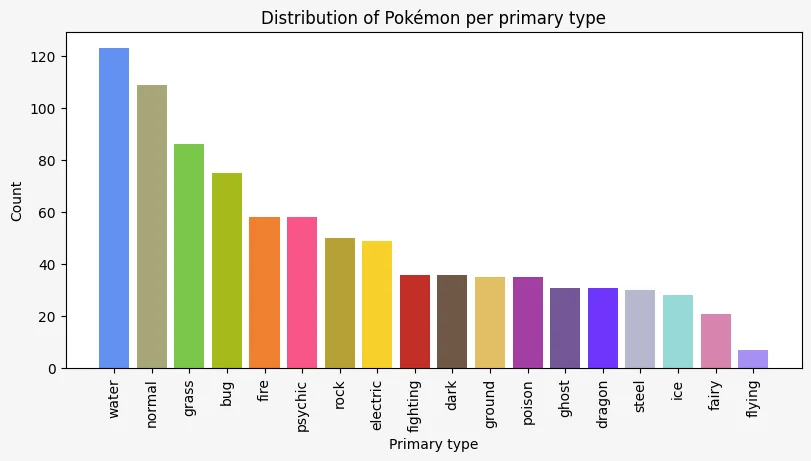 Distribution of Pokémon per primary type
Count
120
100
80
60
40
20
0
water
normal
grass
bug
fire
psychic
rock
electric
fighting
dark
ground
poison
ghost
dragon
steel
ice
fairy
flying
Primary type